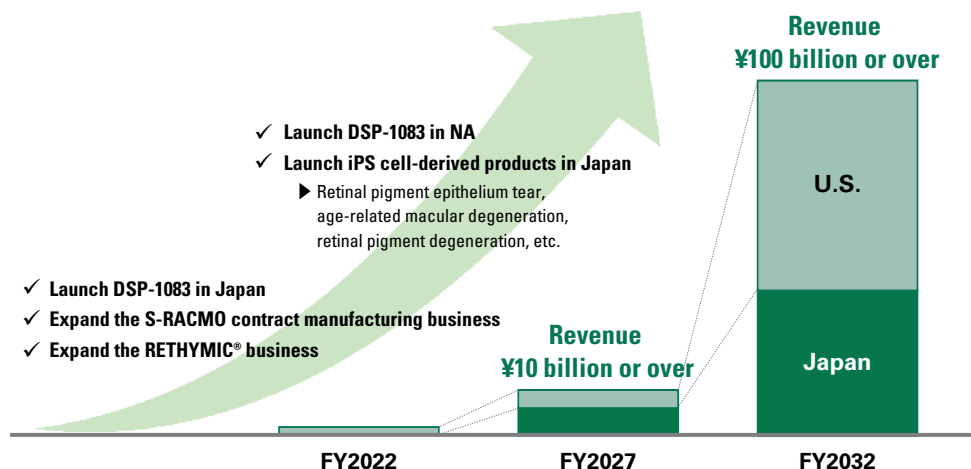 Revenue
¥100 billion or over
✓ Launch DSP-1083 in NA
✓ Launch iPS cell-derived products in Japan
▶ Retinal pigment epithelium tear,
age-related macular degeneration,
retinal pigment degeneration, etc.
U.S.
✓ Launch DSP-1083 in Japan
✓ Expand the S-RACMO contract manufacturing business
✓ Expand the RETHYMIC® business
Revenue
¥10 billion or over
Japan
FY2022
FY2027
FY2032